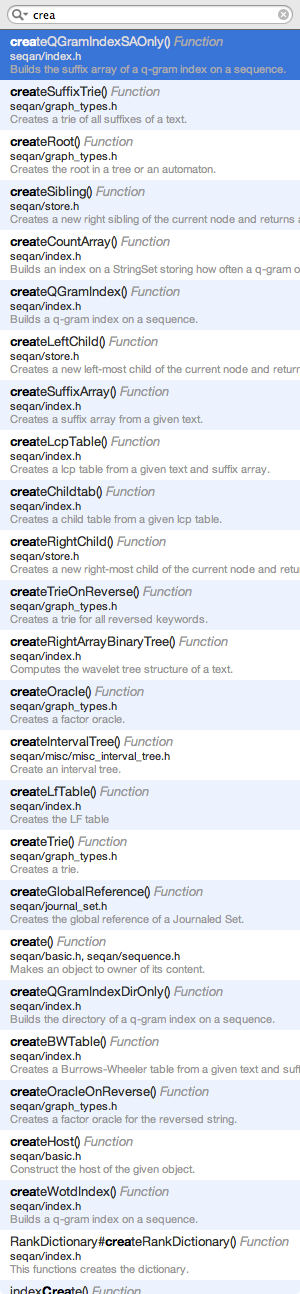 crea
createQGramIndexSAOnly() Function
seqan/index.h
Builds the suffix array of a q-gram index on a sequence.
createSuffixTrie() Function
seqan/graph_types.h
Creates a trie of all suffixes of a text.
createRoot() Function
seqan/graph_types.h
Creates the root in a tree or an automaton.
createSibling() Function
seqan/store.h
Creates a new right sibling of the current node and returns
createCountArray() Function
seqan/index.h
Builds an index on a StringSet storing how often a q-gram o
createQGramIndex() Function
seqan/index.h
Builds a q-gram index on a sequence.
createLeftChild() Function
seqan/store.h
Creates a new left-most child of the current node and return
createSuffixArray() Function
seqan/index.h
Creates a suffix array from a given text.
createLcpTable() Function
seqan/index.h
Creates a lcp table from a given text and suffix array.
createChildtab() Function
seqan/index.h
Creates a child table from a given lcp table.
createRightChild() Function
seqan/store.h
Creates a new right-most child of the current node and retu
createTrieOnReverse() Function
seqan/graph_types.h
Creates a trie for all reversed keywords.
createRightArrayBinaryTree() Function
seqan/index.h
Computes the wavelet tree structure of a text.
createOracle() Function
seqan/graph_types.h
Creates a factor oracle.
createIntervalTree() Function
seqan/misc/misc_interval_tree.h
Create an interval tree.
createLfTable() Function
seqan/index.h
Creates the LF table
createTrie() Function
seqan/graph_types.h
Creates a trie.
createGlobalReference() Function
seqan/journal_set.h
Creates the global reference of a Journaled Set.
create() Function
seqan/basic.h, seqan/sequence.h
Makes an object to owner of its content.
createQGramIndexDirOnly() Function
seqan/index.h
Builds the directory of a q-gram index on a sequence.
createBWTable() Function
seqan/index.h
Creates a Burrows-Wheeler table from a given text and suff
createOracleOnReverse() Function
seqan/graph_types.h
Creates a factor oracle for the reversed string.
createHost() Function
seqan/basic.h
Construct the host of the given object.
createWotdIndex() Function
seqan/index.h
Builds a q-gram index on a sequence.
RankDictionary#createRankDictionary() Function
seqan/index.h
This functions creates the dictionary.
indexCreate() Function